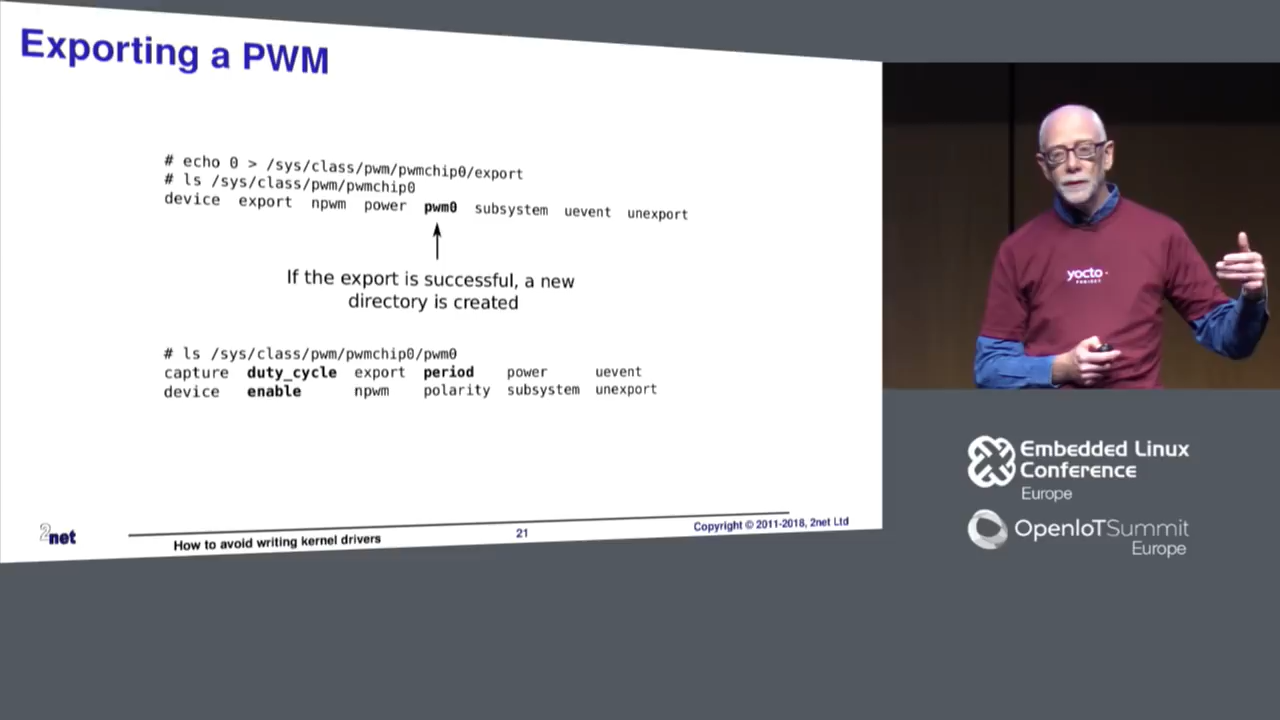 Exporting a PWM
# echo 0 > /sys/class/pwm/pwmchip0/export
# ls /sys/class/pwm/pwmchip0
device export npwm power pwm0 subsystem uevent unexport
If the export is successful, a new
directory is created
# ls /sys/class/pwm/pwmchip0/pwm0
capture duty_cycle export period power uevent
device enable npwm polarity subsystem unexport
2net
How to avoid writing kernel drivers
21
Copyright © 2011-2018, 2net Ltd
yocto
PROJECT
Embedded Linux
Conference
Europe
OpenIoTSummit
Europe